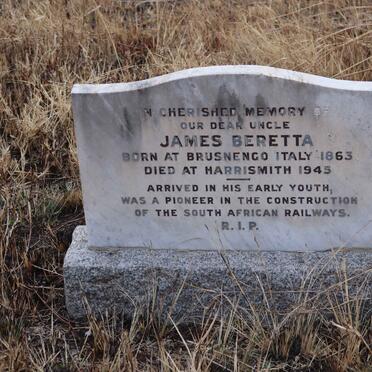 IN CHERISHED MEMORY OF
OUR DEAR UNCLE
JAMES BERETTA
BORN AT BRUSNENGO ITALY 1863
DIED AT HARRISMITH 1945
ARRIVED IN HIS EARLY YOUTH,
WAS A PIONEER IN THE CONSTRUCTION
OF THE SOUTH AFRICAN RAILWAYS.
R.I.P.